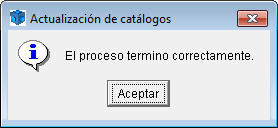 Actualización de catálogos
El proceso termino correctamente.
Aceptar